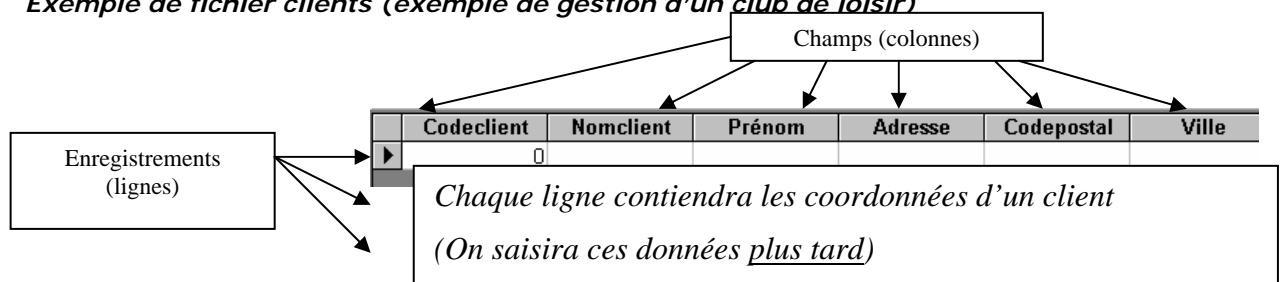 Exemple de fichier clients (exemple de gestion d'un club de loisir)
Champs (colonnes)
Codeclient Nomclient Prénom Adresse Codepostal Ville
Enregistrements
(lignes)
0
Chaque ligne contiendra les coordonnées d'un client
(On saisira ces données plus tard)